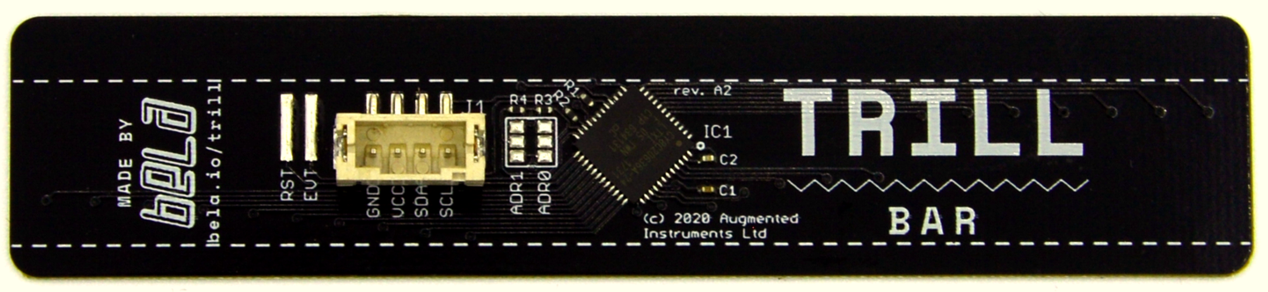 MADE BY
bela
bela.io/trill
RST
EVT
GND
VCC
SDA
SCL
J1
R4
R3
R2
R1
ADR1
ADR0
rev. A2
IC1
C2
C1
(c) 2020 Augmented
Instruments Ltd
TRILL
BAR